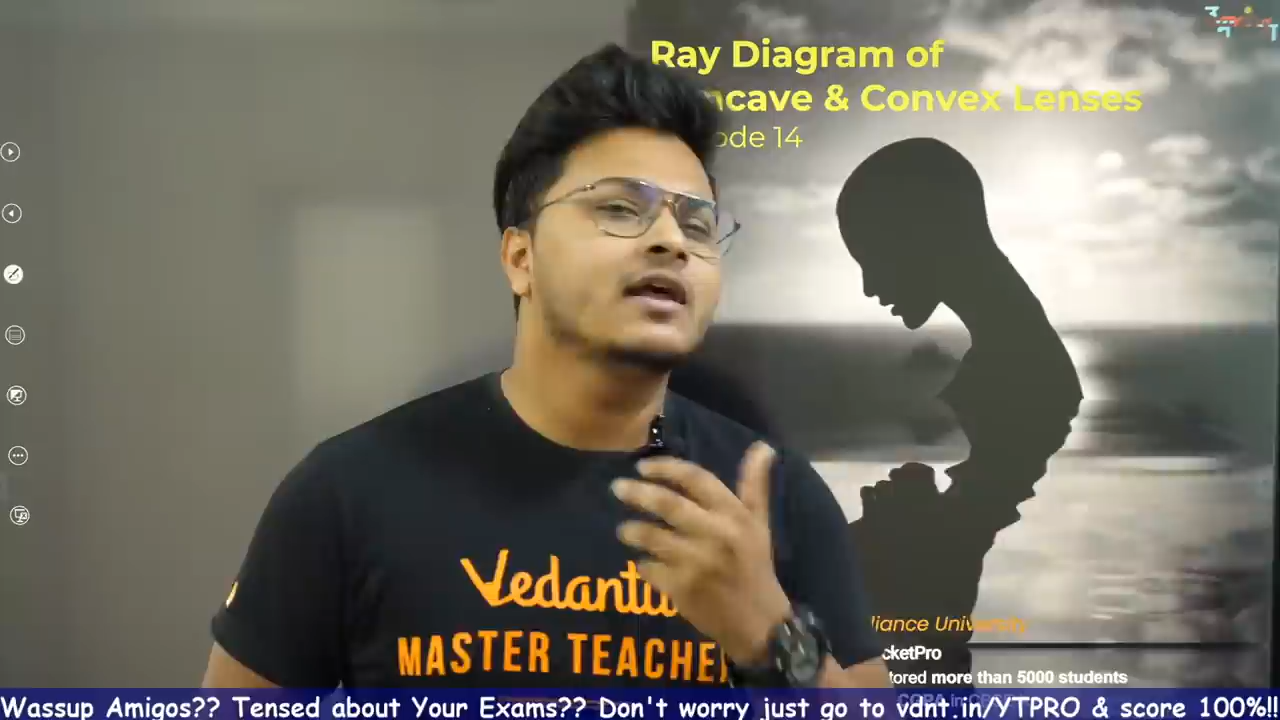 Ray Diagram of
ncave & Convex Lenses
ode 14
Vedantu
MASTER TEACHER
liance University
cketPro
tored more than 5000 students
Wassup Amigos?? Tensed about Your Exams?? Don't worry just go to vdnt.in/YTPRO & score 100%!!